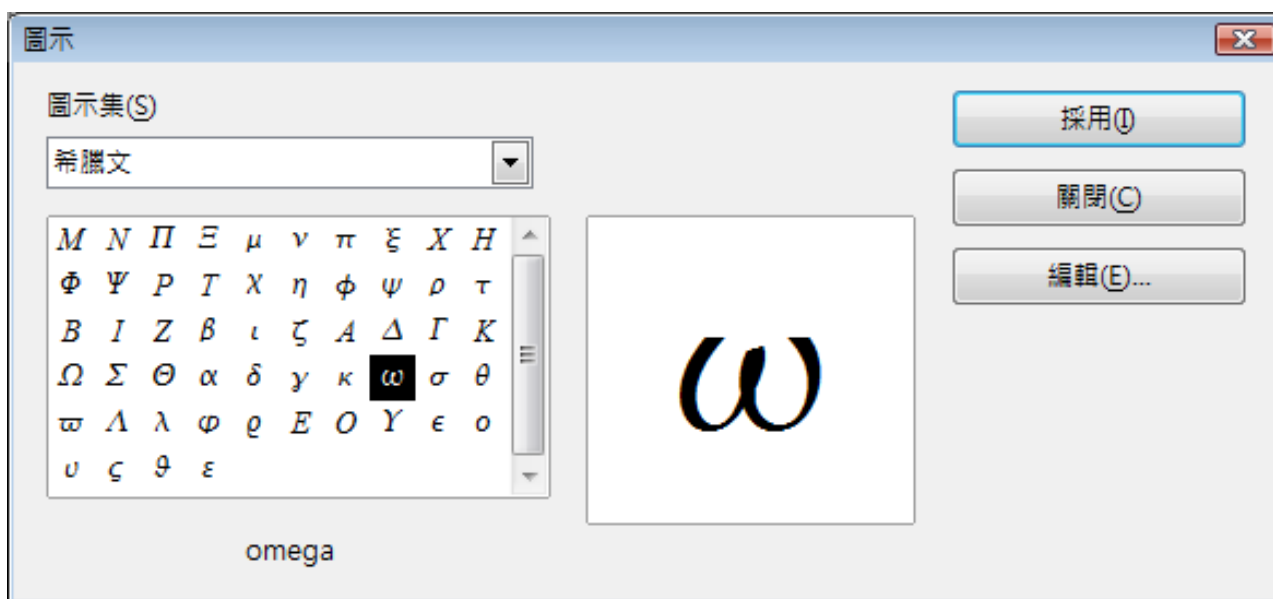 圖示
圖示集(S)
希臘文
M N Π Ξ μ ν π ξ X H
Φ Ψ P T χ η ϕ ψ ρ τ
B I Z β ι ζ A Δ Γ K
Ω Σ Θ α δ γ κ ω σ θ
ϖ Λ λ φ ϱ E O Υ ϵ ο
υ ς ϑ ε
omega
ω
採用(I)
關閉(C)
編輯(E)...